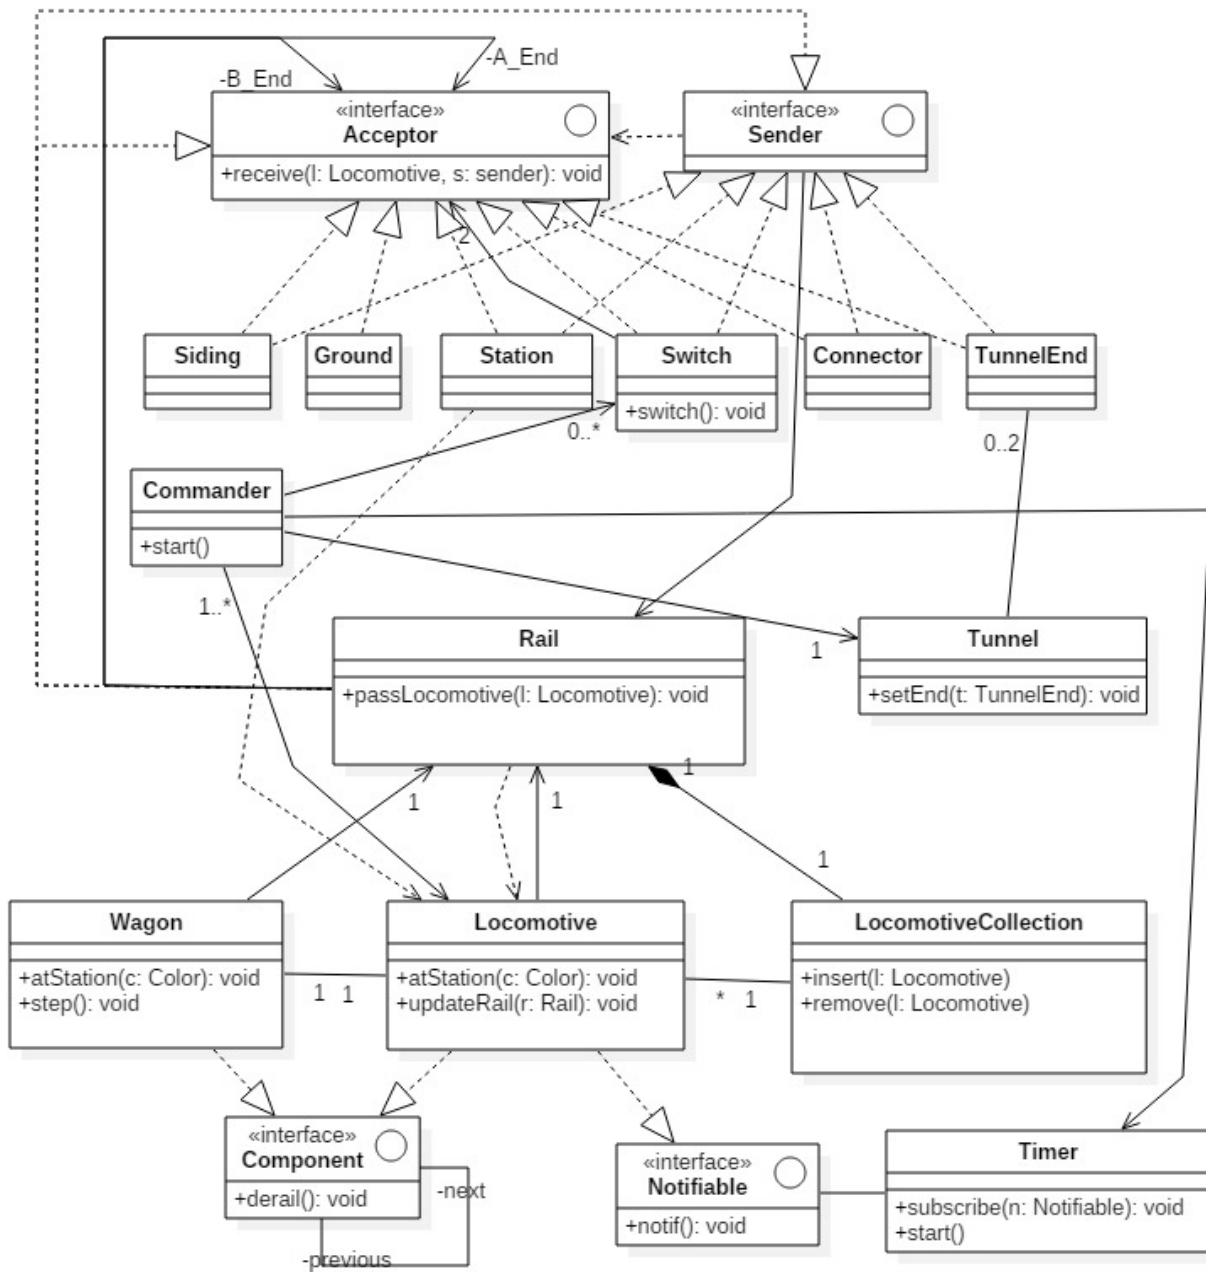 -A_End
-B_End
«interface»
Acceptor
+receive(l: Locomotive, s: sender): void
«interface»
Sender
2
Siding
Ground
Station
Switch
+switch(): void
Connector
TunnelEnd
0..*
0..2
Commander
+start()
1..*
1
Rail
+passLocomotive(l: Locomotive): void
Tunnel
+setEnd(t: TunnelEnd): void
1
1
1
1
Wagon
+atStation(c: Color): void
+step(): void
1
1
Locomotive
+atStation(c: Color): void
+updateRail(r: Rail): void
*
1
LocomotiveCollection
+insert(l: Locomotive)
+remove(l: Locomotive)
«interface»
Component
+derail(): void
-next
-previous
«interface»
Notifiable
+notif(): void
Timer
+subscribe(n: Notifiable): void
+start()